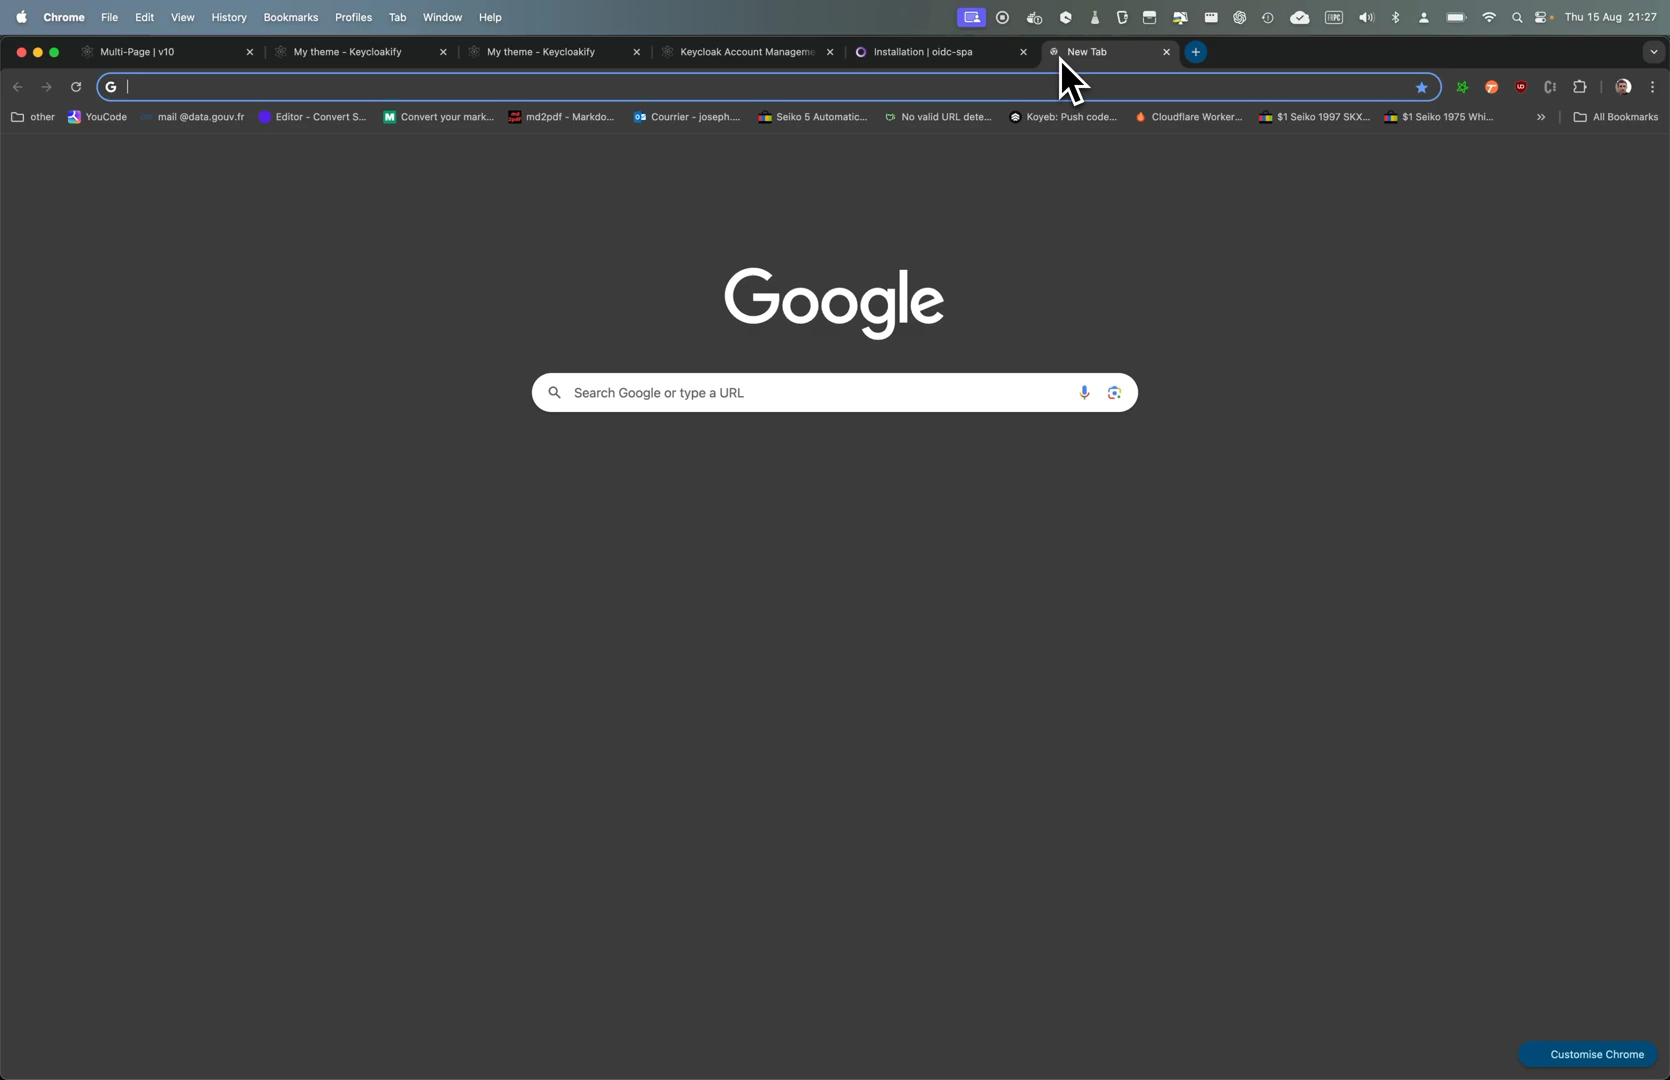 Chrome File Edit View History Bookmarks Profiles Tab Window Help Thu 15 Aug 21:27
Multi-Page | v10 My theme - Keycloakify My theme - Keycloakify Keycloak Account Manageme Installation | oidc-spa New Tab
other YouCode mail @data.gouv.fr Editor - Convert S... Convert your mark... md2pdf - Markdo... Courrier - joseph.... Seiko 5 Automatic... No valid URL dete... Koyeb: Push code... Cloudflare Worker... $1 Seiko 1997 SKX... $1 Seiko 1975 Whi... » All Bookmarks
Google
Search Google or type a URL
Customise Chrome